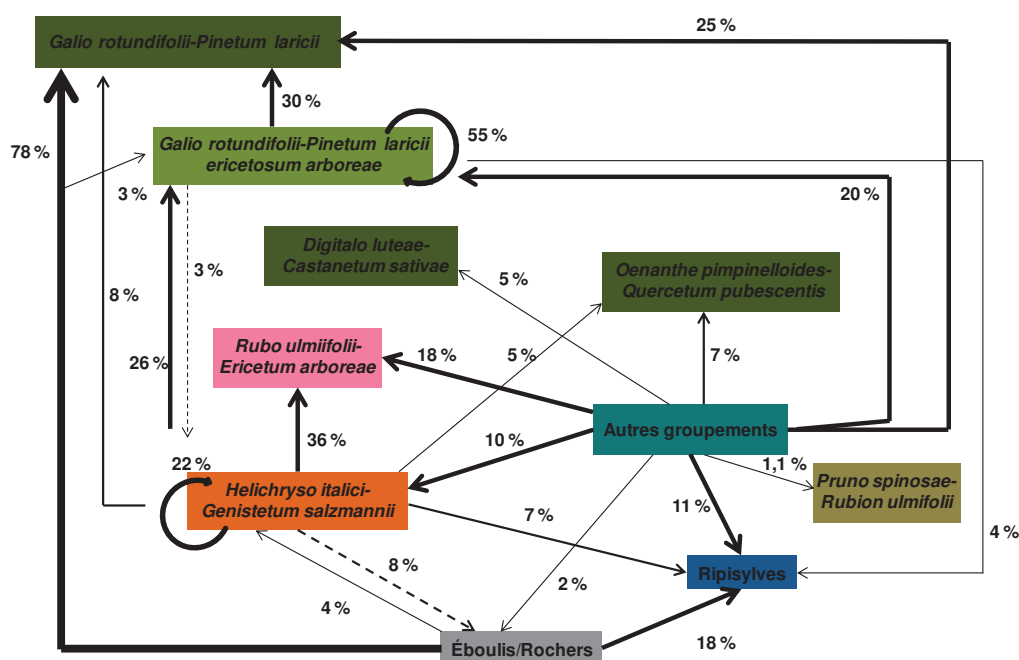 25 %
Galio rotundifolii-Pinetum laricii
30 %
55 %
Galio rotundifolii-Pinetum laricii
ericetosum arboreae
78 %
3 %
20 %
Digitalo luteae-
Castanetum sativae
3 %
5 %
Oenanthe pimpinelloides-
Quercetum pubescentis
8 %
Rubo ulmiifolii-
Ericetum arboreae
18 %
5 %
7 %
26 %
Autres groupements
36 %
10 %
22 %
1,1 %
Helichryso italici-
Genistetum salzmannii
Pruno spinosae-
Rubion ulmifolii
7 %
11 %
4 %
8 %
Ripisylves
2 %
4 %
18 %
Éboulis/Rochers